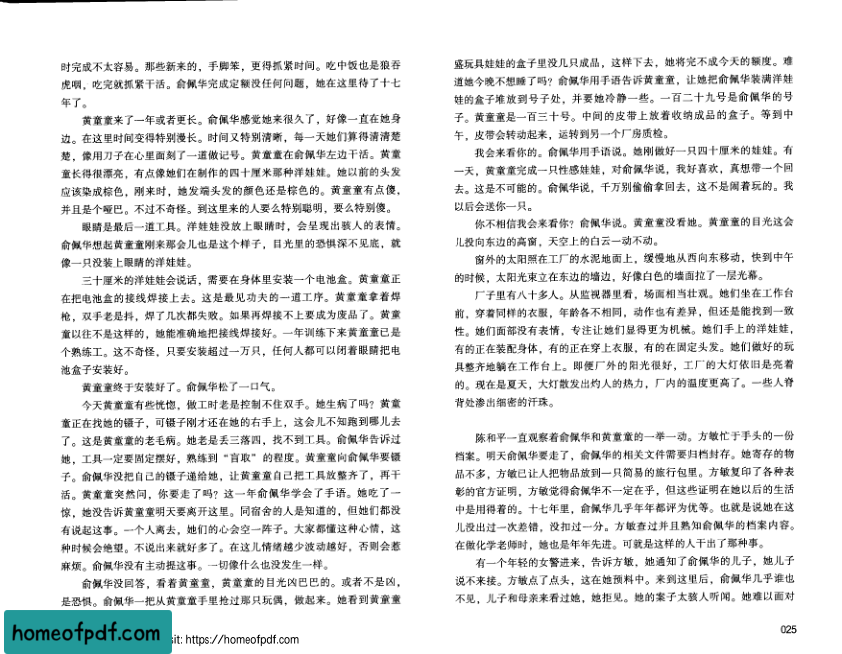 时完成不太容易。那些新来的，手脚笨，更得抓紧时间。吃中饭也是狼吞
虎咽，吃完就抓紧干活。俞佩华完成定额没任何问题，她在这里待了十七
年了。
黄童童来了一年或者更长。俞佩华感觉她来很久了，好像一直在她身
边。在这里时间变得特别漫长。时间又特别清晰，每一天她们算得清清楚
楚，像用刀子在心里面刻了一道做记号。黄童童在俞佩华左边干活。黄童
童长得很漂亮，有点像她们在制作的四十厘米那种洋娃娃。她以前的头发
应该染成棕色，刚来时，她发端头发的颜色还是棕色的。黄童童有点傻，
并且是个哑巴。不过不奇怪。到这里来的人要么特别聪明，要么特别傻。
眼睛是最后一道工具。洋娃娃没放上眼睛时，会呈现出骇人的表情。
俞佩华想起黄童童刚来那会儿也是这个样子，目光里的恐惧深不见底，就
像一只没装上眼睛的洋娃娃。
三十厘米的洋娃娃会说话，需要在身体里安装一个电池盒。黄童童正
在把电池盒的接线焊接上去。这是最见功夫的一道工序。黄童童拿着焊
枪，双手老是抖，焊了几次都失败。如果再焊接不上要成为废品了。黄童
童以往不是这样的，她能准确地把接线焊接好。一年训练下来黄童童已是
个熟练工。这不奇怪，只要安装超过一万只，任何人都可以闭着眼睛把电
池盒子安装好。
黄童童终于安装好了。俞佩华松了一口气。
今天黄童童有些恍惚，做工时老是控制不住双手。她生病了吗？黄童
童正在找她的镊子，可镊子刚才还在她的右手上，这会儿不知跑到哪儿去
了。这是黄童童的老毛病。她老是丢三落四，找不到工具。俞佩华告诉过
她，工具一定要固定摆好，熟练到“盲取”的程度。黄童童向俞佩华要镊
子。俞佩华没把自己的镊子递给她，让黄童童自己把工具放整齐了，再干
活。黄童童突然问，你要走了吗？这一年俞佩华学会了手语。她吃了一
惊，她没告诉黄童童明天要离开这里。同宿舍的人是知道的，但她们都没
有说起这事。一个人离去，她们的心会空一阵子。大家都懂这种心情，这
种时候会绝望。不说出来就好多了。在这儿情绪越少波动越好，否则会惹
麻烦。俞佩华没有主动提这事。一切像什么也没发生一样。
俞佩华没回答，看着黄童童，黄童童的目光凶巴巴的。或者不是凶，
是恐惧。俞佩华一把从黄童童手里抢过那只玩偶，做起来。她看到黄童童
盛玩具娃娃的盒子里没几只成品，这样下去，她将完不成今天的额度。难
道她今晚不想睡了吗？俞佩华用手语告诉黄童童，让她把俞佩华装满洋娃
娃的盒子堆放到号子处，并要她冷静一些。一百二十九号是俞佩华的号
子。黄童童是一百三十号。中间的皮带上放着收纳成品的盒子。等到中
午，皮带会转动起来，运转到另一个厂房质检。
我会来看你的。俞佩华用手语说。她刚做好一只四十厘米的娃娃。有
一天，黄童童完成一只性感娃娃，对俞佩华说，我好喜欢，真想带一个回
去。这是不可能的。俞佩华说，千万别偷偷拿回去，这不是闹着玩的。我
以后会送你一只。
你不相信我会来看你？俞佩华说。黄童童没看她。黄童童的目光这会
儿投向东边的高窗，天空上的白云一动不动。
窗外的太阳照在工厂的水泥地面上，缓慢地从西向东移动，快到中午
的时候，太阳光束立在东边的墙边，好像白色的墙面拉了一层光幕。
厂子里有八十多人。从监视器里看，场面相当壮观。她们坐在工作台
前，穿着同样的衣服，年龄各不相同，动作也有差异，但还是能找到一致
性。她们面部没有表情，专注让她们显得更为机械。她们手上的洋娃娃，
有的正在装配身体，有的正在穿上衣服，有的在固定头发。她们做好的玩
具整齐地躺在工作台上。即便厂外的阳光很好，工厂的大灯依旧是亮着
的。现在是夏天，大灯散发出灼人的热力，厂内的温度更高了。一些人脊
背处渗出细密的汗珠。
陈和平一直观察着俞佩华和黄童童的一举一动。方敏忙于手头的一份
档案。明天俞佩华要走了，俞佩华的相关文件需要归档封存。她寄存的物
品不多，方敏已让人把物品放到一只简易的旅行包里。方敏复印了各种表
彰的官方证明，方敏觉得俞佩华不一定在乎，但这些证明在她以后的生活
中是用得着的。十七年里，俞佩华几乎年年都评为优等。也就是说她在这
儿没出过一次差错，没扣过一分。方敏查过并且熟知俞佩华的档案内容。
在做化学老师时，她也是年年先进。可就是这样的人干出了那种事。
有一个年轻的女警进来，告诉方敏，她通知了俞佩华的儿子，她儿子
说不来接。方敏点了点头，这在她预料中。来到这里后，俞佩华几乎谁也
不见，儿子和母亲来看过她，她拒见。她的案子太骇人听闻。她难以面对
025
homeofpdf.com
sit: https://homeofpdf.com